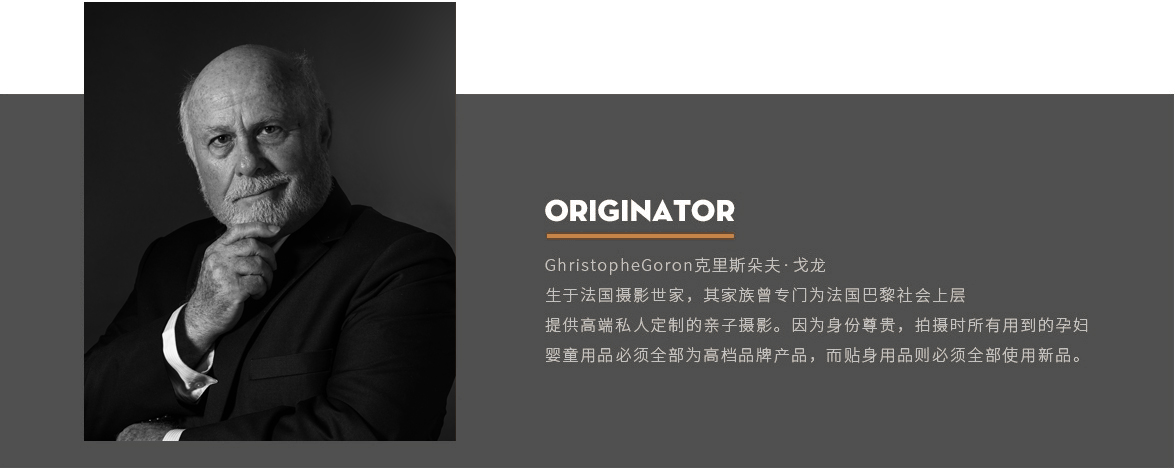 ORIGINATOR
GhristopheGoron克里斯朵夫·戈龙
生于法国摄影世家，其家族曾专门为法国巴黎社会上层
提供高端私人定制的亲子摄影。因为身份尊贵，拍摄时所有用到的孕妇
婴童用品必须全部为高档品牌产品，而贴身用品则必须全部使用新品。